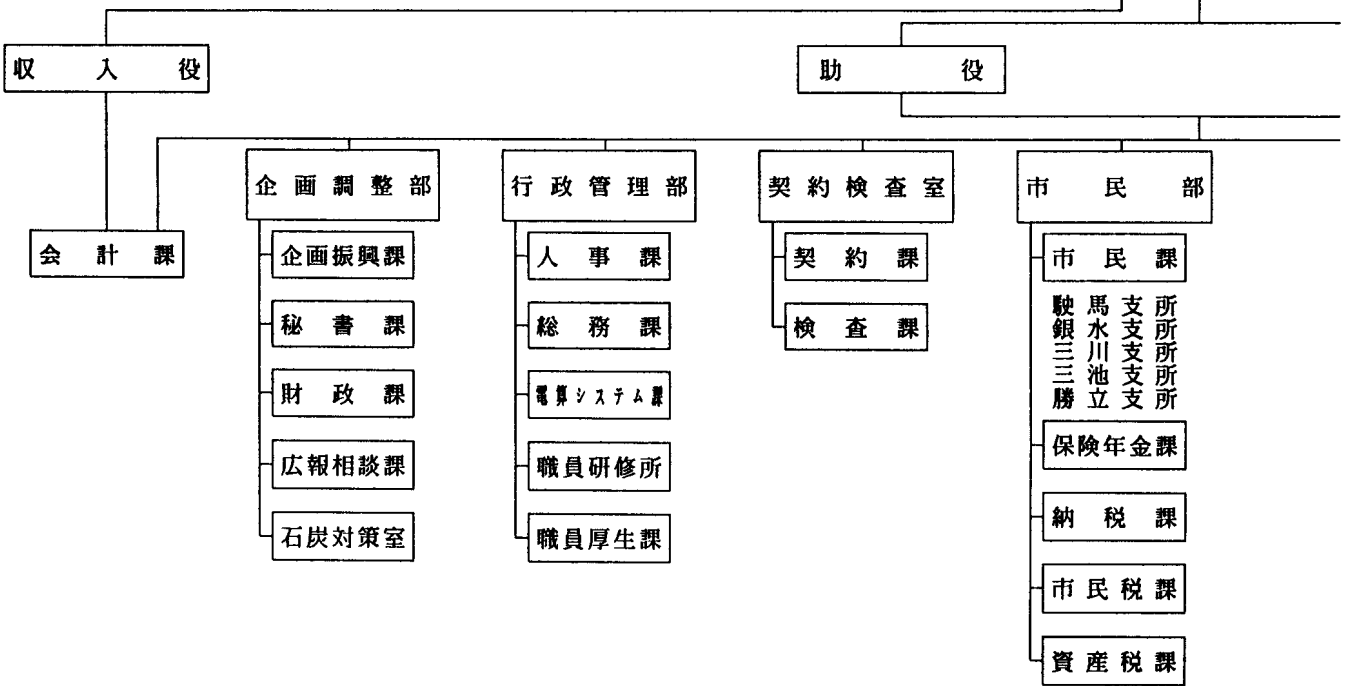 収入役
助役
会計課
企画調整部
企画振興課
秘書課
財政課
広報相談課
石炭対策室
行政管理部
人事課
総務課
電算システム課
職員研修所
職員厚生課
契約検査室
契約課
検査課
市民部
市民課
駛馬支所
銀水支所
三川支所
三池支所
勝立支所
保険年金課
納税課
市民税課
資産税課